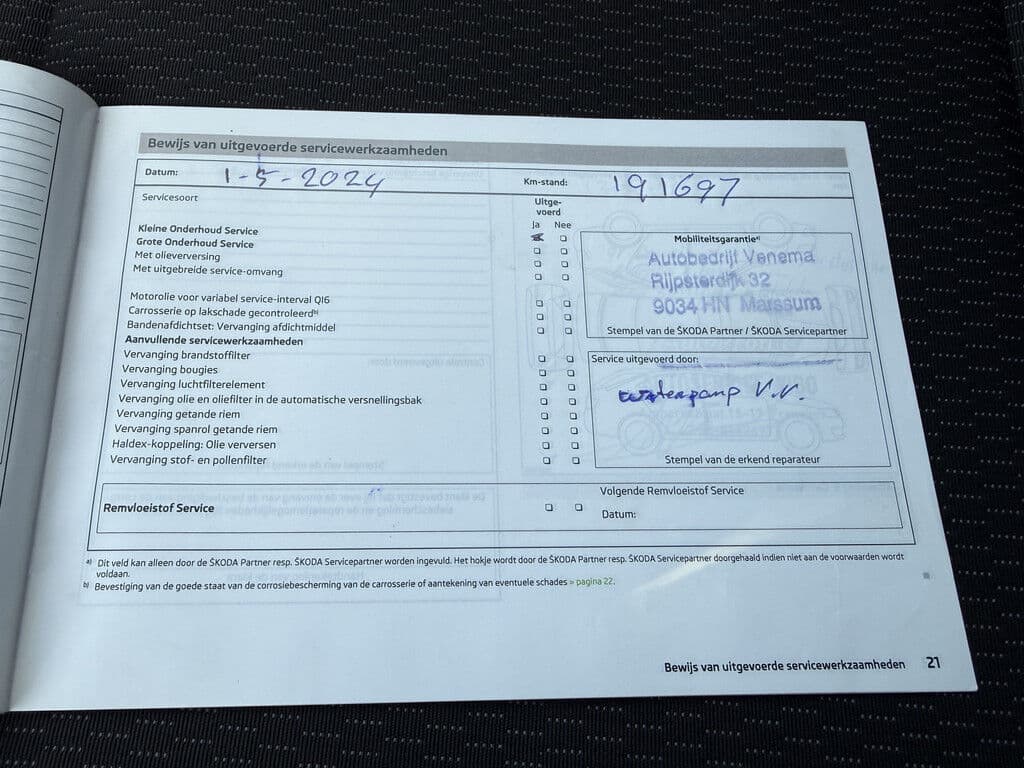 Bewijs van uitgevoerde servicewerkzaamheden
Datum: 1-5-2024
Km-stand: 191697
Servicesoort
Uitge-
voerd
Ja Nee
Kleine Onderhoud Service
Grote Onderhoud Service
Met olieverversing
Met uitgebreide service-omvang
Motorolie voor variabel service-interval QI6
Carrosserie op lakschade gecontroleerd b)
Bandenafdichtset: Vervanging afdichtmiddel
Aanvullende servicewerkzaamheden
Vervanging brandstoffilter
Vervanging bougies
Vervanging luchtfilterelement
Vervanging olie en oliefilter in de automatische versnellingsbak
Vervanging getande riem
Vervanging spanrol getande riem
Haldex-koppeling: Olie verversen
Vervanging stof- en pollenfilter
Mobiliteitsgarantie a)
Autobedrijf Venema
Rijpsterdijk 32
9034 HN Marssum
Stempel van de ŠKODA Partner / ŠKODA Servicepartner
Service uitgevoerd door:
waterpomp V.V.
Stempel van de erkend reparateur
Remvloeistof Service
Volgende Remvloeistof Service
Datum:
a) Dit veld kan alleen door de ŠKODA Partner resp. ŠKODA Servicepartner worden ingevuld. Het hokje wordt door de ŠKODA Partner resp. ŠKODA Servicepartner doorgehaald indien niet aan de voorwaarden wordt
voldaan.
b) Bevestiging van de goede staat van de corrosiebescherming van de carrosserie of aantekening van eventuele schades » pagina 22.
Bewijs van uitgevoerde servicewerkzaamheden 21